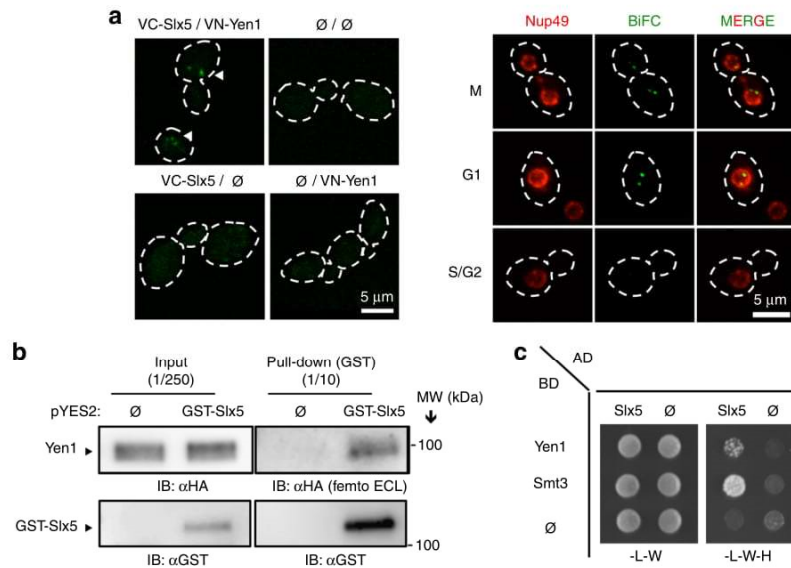 a
VC-Slx5 / VN-Yen1
Ø / Ø
VC-Slx5 / Ø
Ø / VN-Yen1
5 μm
Nup49
BiFC
MERGE
M
G1
S/G2
5 μm
b
Input
(1/250)
Pull-down (GST)
(1/10)
MW (kDa)
pYES2:
Ø
GST-Slx5
Ø
GST-Slx5
Yen1
100
IB: αHA
IB: αHA (femto ECL)
GST-Slx5
100
IB: αGST
IB: αGST
c
AD
BD
Slx5
Ø
Slx5
Ø
Yen1
Smt3
Ø
-L-W
-L-W-H